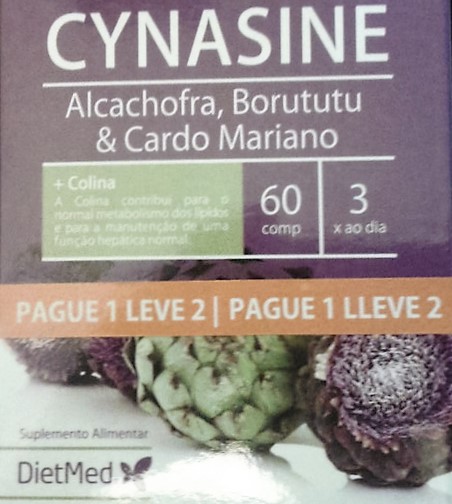 CYNASINE
Alcachofra, Borututu
& Cardo Mariano
+ Colina
A Colina contribui para o
normal metabolismo dos lípidos
e para a manutenção de uma
função hepática normal.
60
comp
3
x ao dia
PAGUE 1 LEVE 2 | PAGUE 1 LLEVE 2
Suplemento Alimentar
DietMed